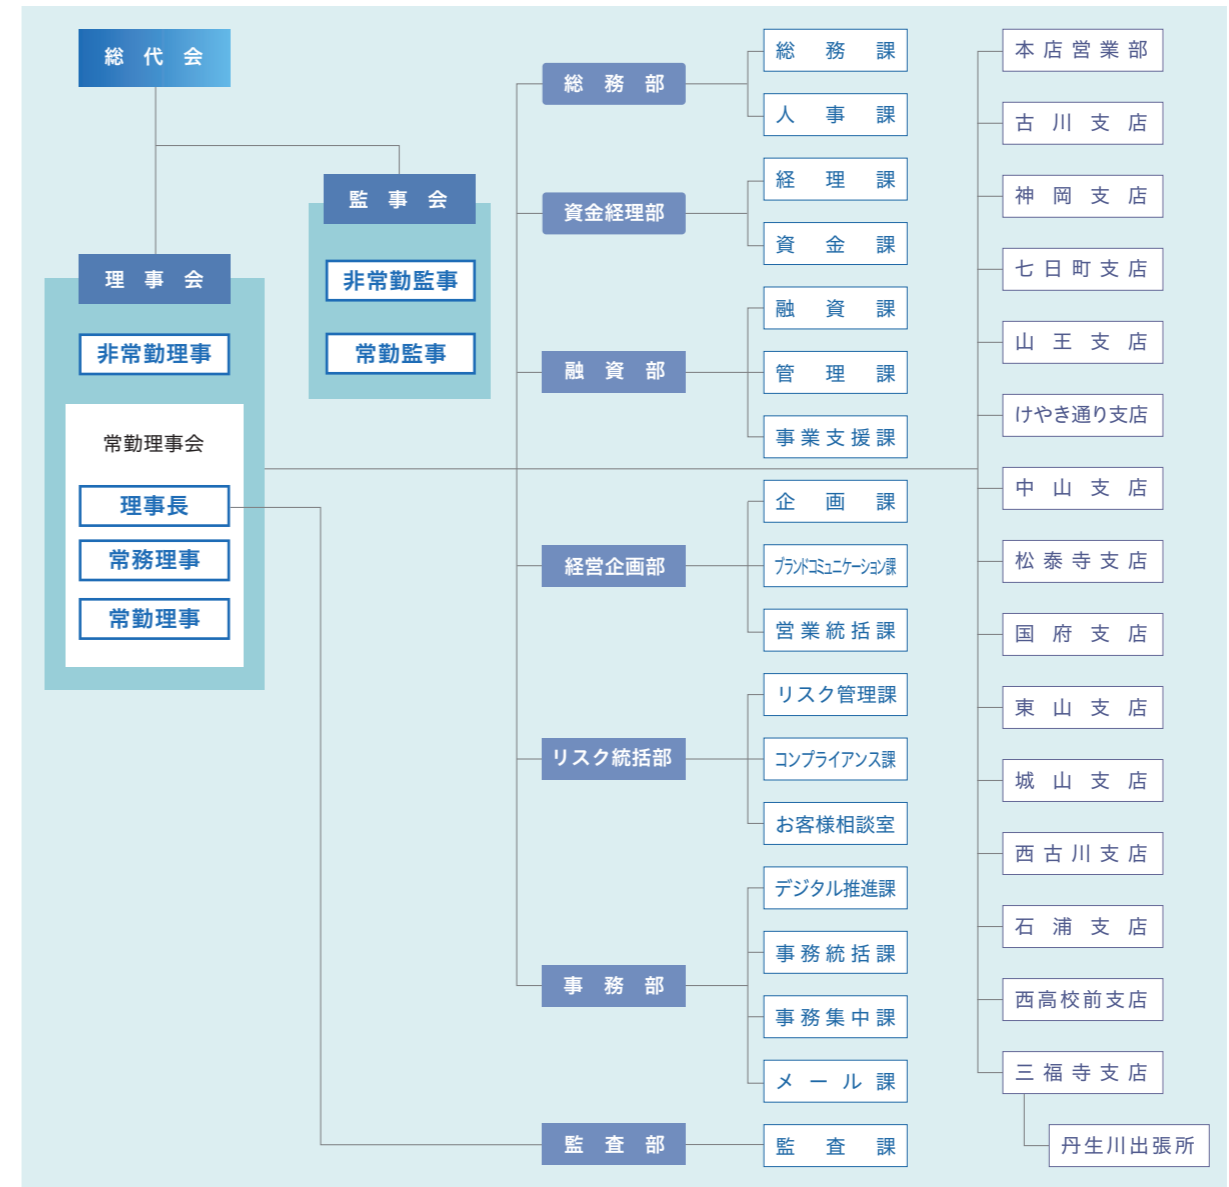 総代会
監事会
非常勤監事
常勤監事
理事会
非常勤理事
常勤理事会
理事長
常務理事
常勤理事
総務部
総務課
人事課
資金経理部
経理課
資金課
融資部
融資課
管理課
事業支援課
経営企画部
企画課
ブランドコミュニケーション課
営業統括課
リスク統括部
リスク管理課
コンプライアンス課
お客様相談室
事務部
デジタル推進課
事務統括課
事務集中課
メール課
監査部
監査課
本店営業部
古川支店
神岡支店
七日町支店
山王支店
けやき通り支店
中山支店
松泰寺支店
国府支店
東山支店
城山支店
西古川支店
石浦支店
西高校前支店
三福寺支店
丹生川出張所